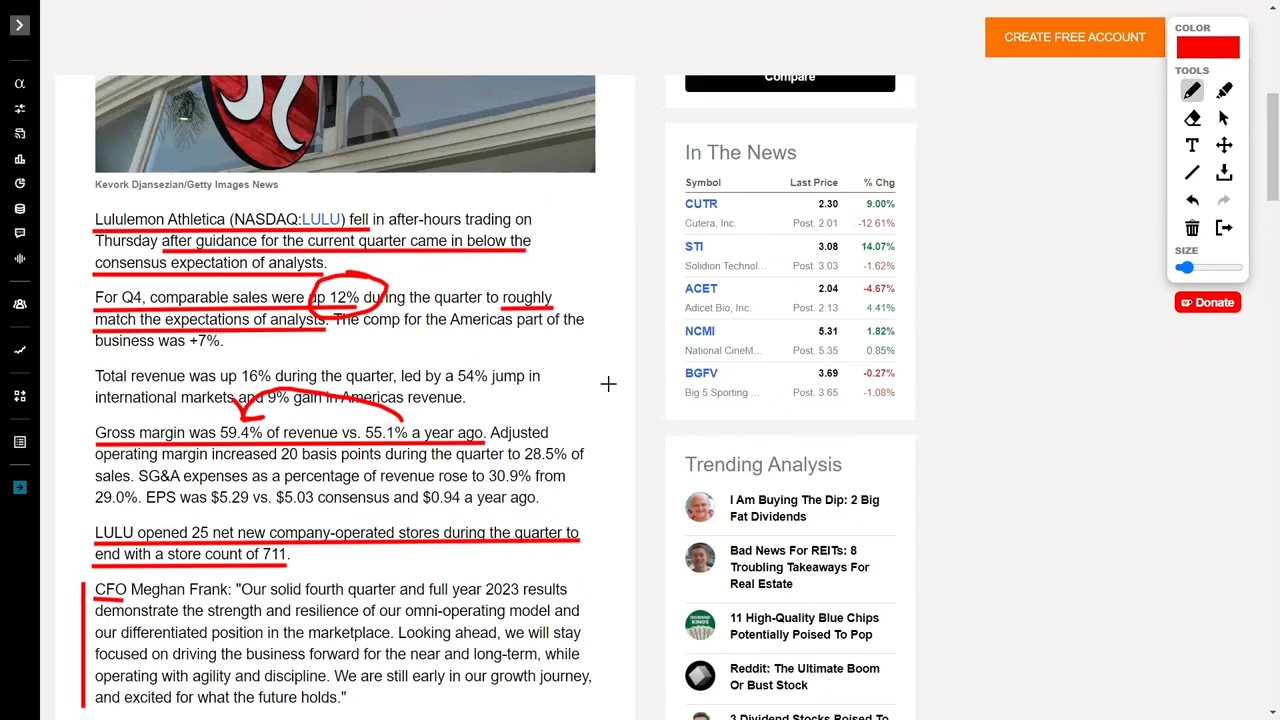 CREATE FREE ACCOUNT
COLOR
TOOLS
SIZE
Donate
Kevork Djansezian/Getty Images News
Lululemon Athletica (NASDAQ:LULU) fell in after-hours trading on
Thursday after guidance for the current quarter came in below the
consensus expectation of analysts.
For Q4, comparable sales were up 12% during the quarter to roughly
match the expectations of analysts. The comp for the Americas part of the
business was +7%.
Total revenue was up 16% during the quarter, led by a 54% jump in
international markets and 9% gain in Americas revenue.
Gross margin was 59.4% of revenue vs. 55.1% a year ago. Adjusted
operating margin increased 20 basis points during the quarter to 28.5% of
sales. SG&A expenses as a percentage of revenue rose to 30.9% from
29.0%. EPS was $5.29 vs. $5.03 consensus and $0.94 a year ago.
LULU opened 25 net new company-operated stores during the quarter to
end with a store count of 711.
CFO Meghan Frank: "Our solid fourth quarter and full year 2023 results
demonstrate the strength and resilience of our omni-operating model and
our differentiated position in the marketplace. Looking ahead, we will stay
focused on driving the business forward for the near and long-term, while
operating with agility and discipline. We are still early in our growth journey,
and excited for what the future holds."
Compare
In The News
Symbol Last Price % Chg
CUTR 2.30 9.00%
Cutera, Inc. Post. 2.01 -12.61%
STI 3.08 14.07%
Solidion Technol... Post. 3.03 -1.62%
ACET 2.04 -4.67%
Adicet Bio, Inc. Post. 2.13 4.41%
NCMI 5.31 1.82%
National CineM... Post. 5.35 0.85%
BGFV 3.69 -0.27%
Big 5 Sporting ... Post. 3.65 -1.08%
Trending Analysis
I Am Buying The Dip: 2 Big
Fat Dividends
Bad News For REITs: 8
Troubling Takeaways For
Real Estate
11 High-Quality Blue Chips
Potentially Poised To Pop
Reddit: The Ultimate Boom
Or Bust Stock
3 Dividend Stocks Poised To